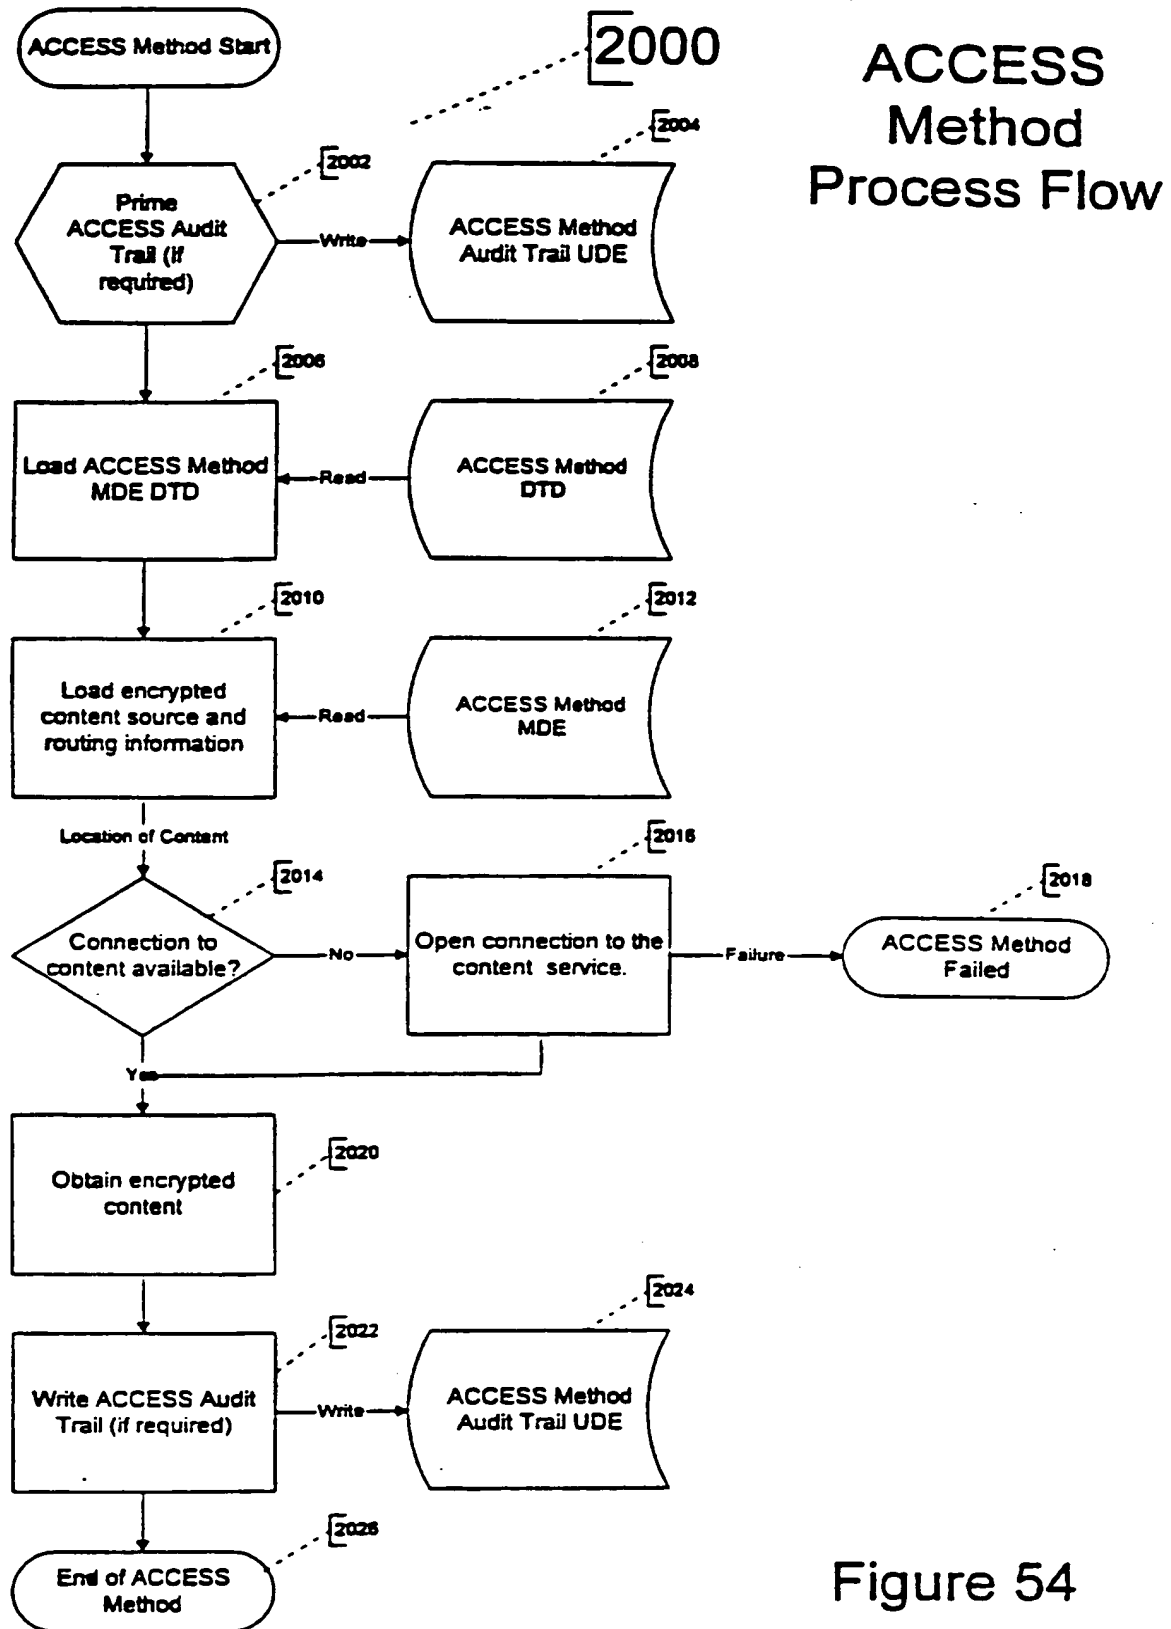 ACCESS Method Start
2000
ACCESS
Method
Process Flow
2002
2004
Prime
ACCESS Audit
Trail (if
required)
Write
ACCESS Method
Audit Trail UDE
2006
2008
Load ACCESS Method
MDE DTD
Read
ACCESS Method
DTD
2010
2012
Load encrypted
content source and
routing information
Read
ACCESS Method
MDE
Location of Content
2014
2016
2018
Connection to
content available?
No
Open connection to the
content service.
Failure
ACCESS Method
Failed
Yes
2020
Obtain encrypted
content
2022
2024
Write ACCESS Audit
Trail (if required)
Write
ACCESS Method
Audit Trail UDE
2026
End of ACCESS
Method
Figure 54